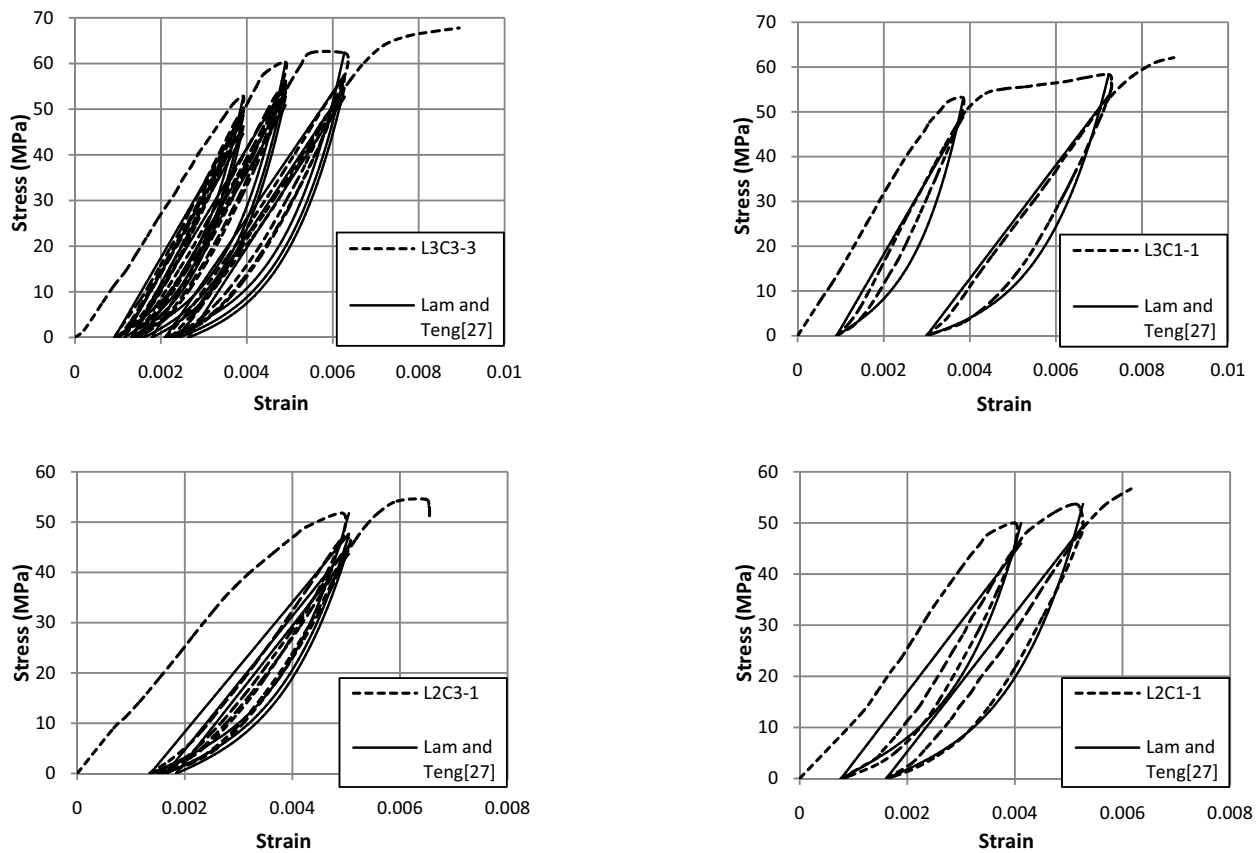 70
60
50
40
30
20
10
0
Stress (MPa)
0 0.002 0.004 0.006 0.008 0.01
Strain
L3C3-3
Lam and
Teng[27]
70
60
50
40
30
20
10
0
Stress (MPa)
0 0.002 0.004 0.006 0.008 0.01
Strain
L3C1-1
Lam and
Teng[27]
60
50
40
30
20
10
0
Stress (MPa)
0 0.002 0.004 0.006 0.008
Strain
L2C3-1
Lam and
Teng[27]
60
50
40
30
20
10
0
Stress (MPa)
0 0.002 0.004 0.006 0.008
Strain
L2C1-1
Lam and
Teng[27]